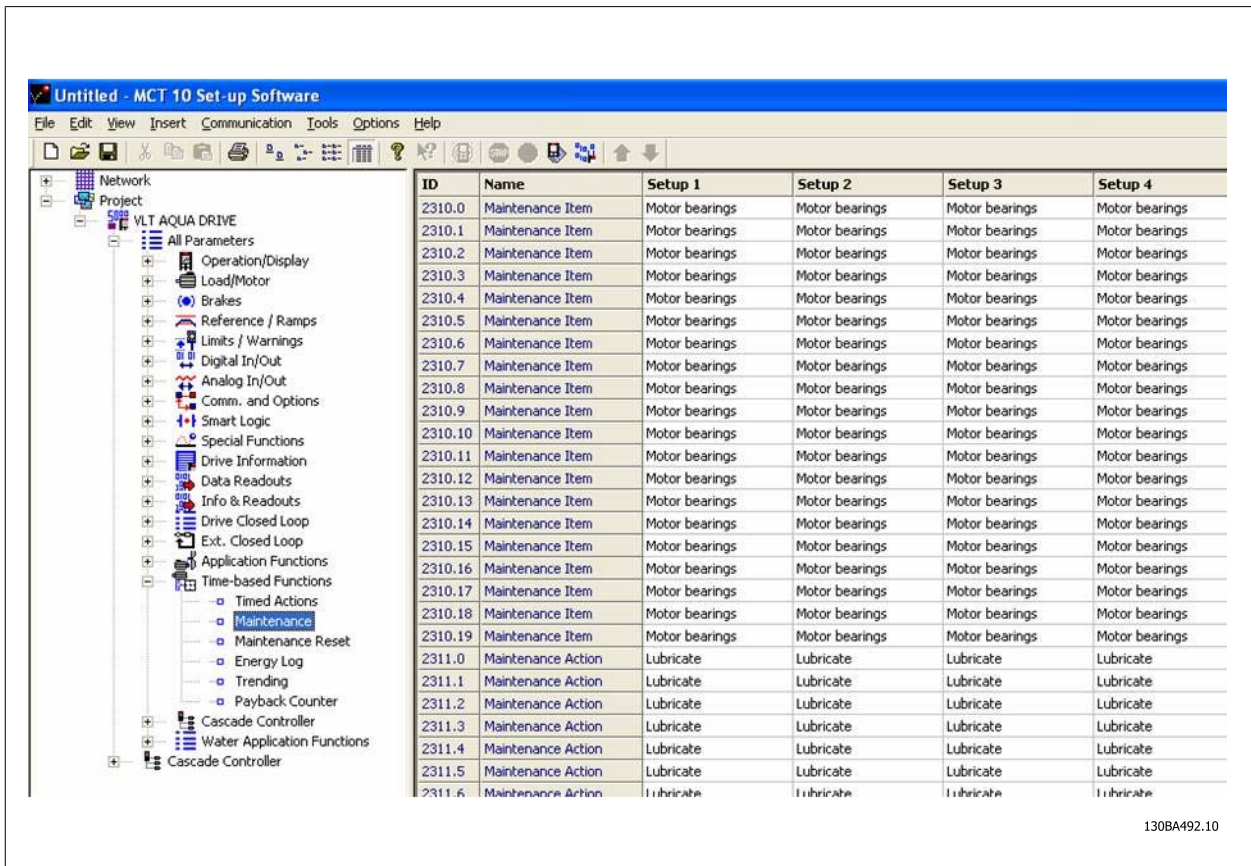 Untitled - MCT 10 Set-up Software
File Edit View Insert Communication Tools Options Help
Network
Project
VLT AQUA DRIVE
All Parameters
Operation/Display
Load/Motor
Brakes
Reference / Ramps
Limits / Warnings
Digital In/Out
Analog In/Out
Comm. and Options
Smart Logic
Special Functions
Drive Information
Data Readouts
Info & Readouts
Drive Closed Loop
Ext. Closed Loop
Application Functions
Time-based Functions
Timed Actions
Maintenance
Maintenance Reset
Energy Log
Trending
Payback Counter
Cascade Controller
Water Application Functions
Cascade Controller
ID Name Setup 1 Setup 2 Setup 3 Setup 4
2310.0 Maintenance Item Motor bearings Motor bearings Motor bearings Motor bearings
2310.1 Maintenance Item Motor bearings Motor bearings Motor bearings Motor bearings
2310.2 Maintenance Item Motor bearings Motor bearings Motor bearings Motor bearings
2310.3 Maintenance Item Motor bearings Motor bearings Motor bearings Motor bearings
2310.4 Maintenance Item Motor bearings Motor bearings Motor bearings Motor bearings
2310.5 Maintenance Item Motor bearings Motor bearings Motor bearings Motor bearings
2310.6 Maintenance Item Motor bearings Motor bearings Motor bearings Motor bearings
2310.7 Maintenance Item Motor bearings Motor bearings Motor bearings Motor bearings
2310.8 Maintenance Item Motor bearings Motor bearings Motor bearings Motor bearings
2310.9 Maintenance Item Motor bearings Motor bearings Motor bearings Motor bearings
2310.10 Maintenance Item Motor bearings Motor bearings Motor bearings Motor bearings
2310.11 Maintenance Item Motor bearings Motor bearings Motor bearings Motor bearings
2310.12 Maintenance Item Motor bearings Motor bearings Motor bearings Motor bearings
2310.13 Maintenance Item Motor bearings Motor bearings Motor bearings Motor bearings
2310.14 Maintenance Item Motor bearings Motor bearings Motor bearings Motor bearings
2310.15 Maintenance Item Motor bearings Motor bearings Motor bearings Motor bearings
2310.16 Maintenance Item Motor bearings Motor bearings Motor bearings Motor bearings
2310.17 Maintenance Item Motor bearings Motor bearings Motor bearings Motor bearings
2310.18 Maintenance Item Motor bearings Motor bearings Motor bearings Motor bearings
2310.19 Maintenance Item Motor bearings Motor bearings Motor bearings Motor bearings
2311.0 Maintenance Action Lubricate Lubricate Lubricate Lubricate
2311.1 Maintenance Action Lubricate Lubricate Lubricate Lubricate
2311.2 Maintenance Action Lubricate Lubricate Lubricate Lubricate
2311.3 Maintenance Action Lubricate Lubricate Lubricate Lubricate
2311.4 Maintenance Action Lubricate Lubricate Lubricate Lubricate
2311.5 Maintenance Action Lubricate Lubricate Lubricate Lubricate
2311.6 Maintenance Action Lubricate Lubricate Lubricate Lubricate
130BA492.10